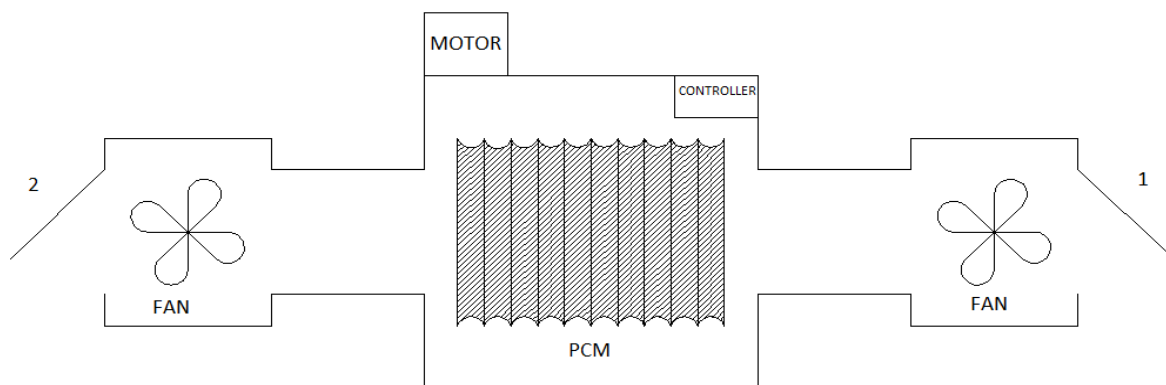 MOTOR
CONTROLLER
2
1
FAN
FAN
PCM